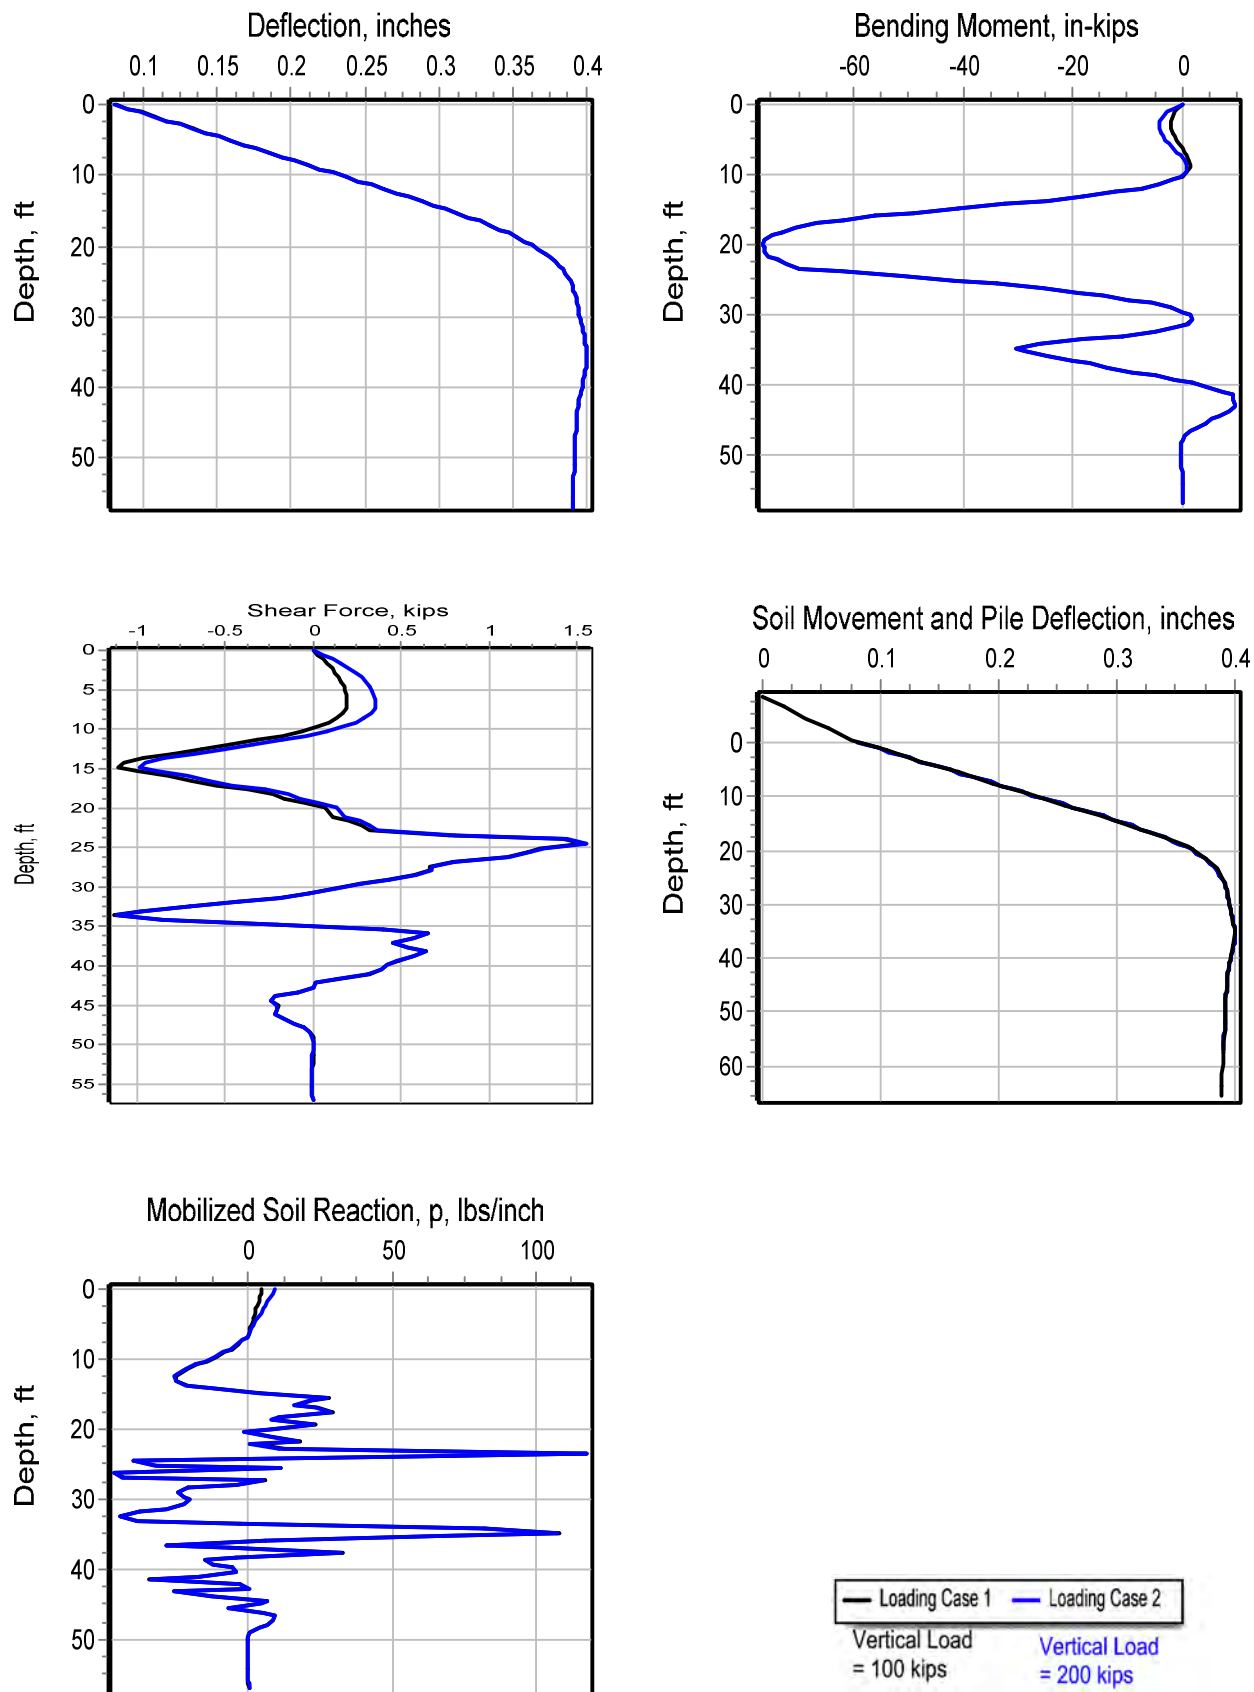 Deflection, inches
0.1 0.15 0.2 0.25 0.3 0.35 0.4
0
10
20
30
40
50
Depth, ft
Bending Moment, in-kips
-60 -40 -20 0
0
10
20
30
40
50
Depth, ft
Shear Force, kips
-1 -0.5 0 0.5 1 1.5
0
5
10
15
20
25
30
35
40
45
50
55
Depth, ft
Soil Movement and Pile Deflection, inches
0 0.1 0.2 0.3 0.4
0
10
20
30
40
50
60
Depth, ft
Mobilized Soil Reaction, p, lbs/inch
0 50 100
0
10
20
30
40
50
Depth, ft
Loading Case 1 Loading Case 2
Vertical Load
= 100 kips
Vertical Load
= 200 kips